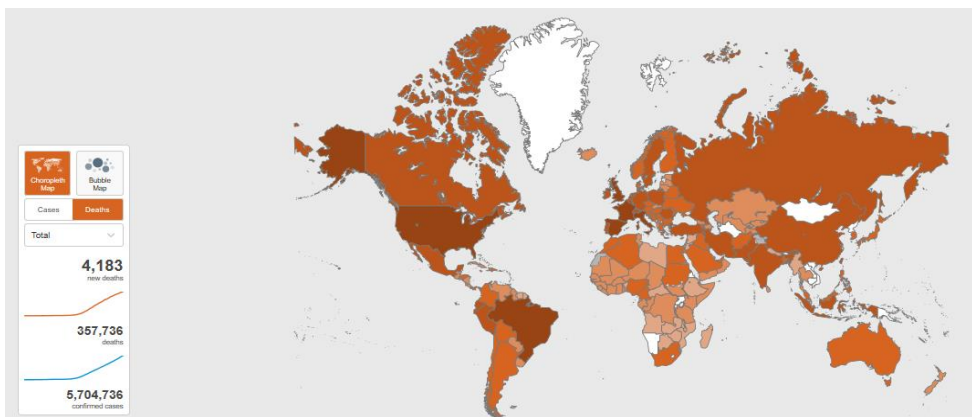 Choropleth
Map
Bubble
Map
Cases
Deaths
Total
4,183
new deaths
357,736
deaths
5,704,736
confirmed cases